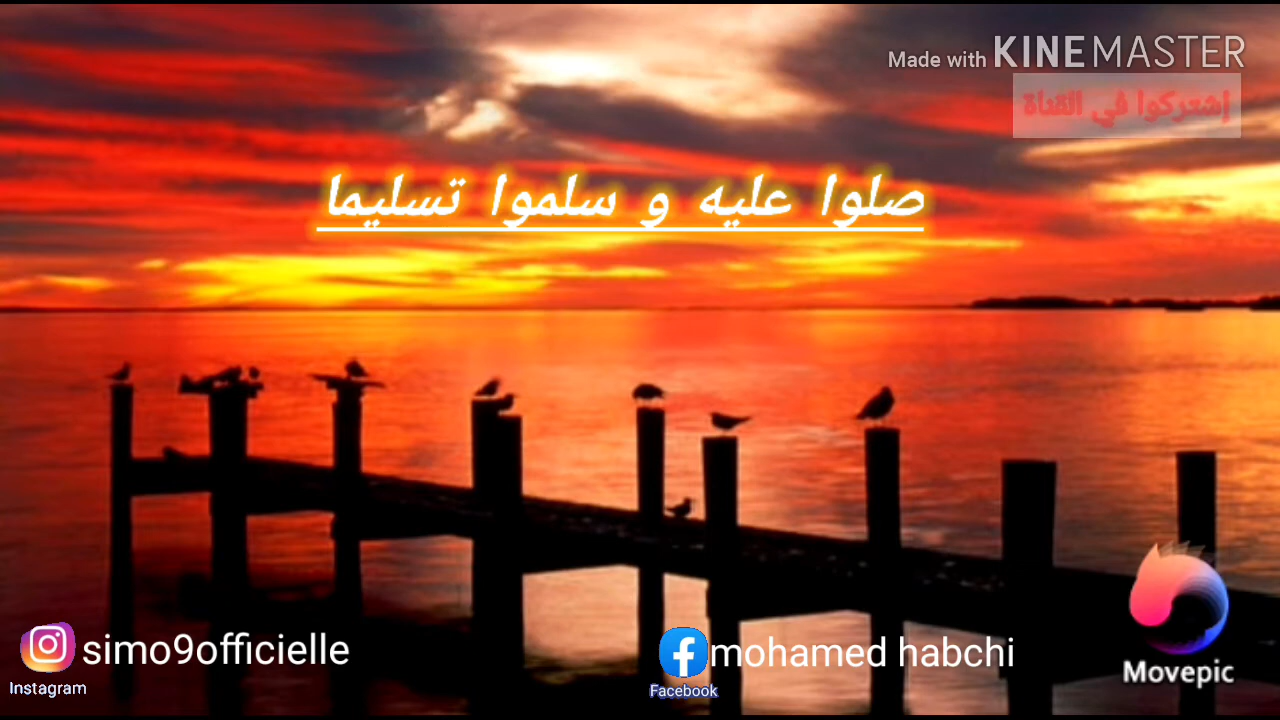 Made with KINEMASTER
إشتركوا في القناة
صلوا عليه و سلموا تسليما
simo9officielle
Instagram
mohamed habchi
Facebook
Movepic